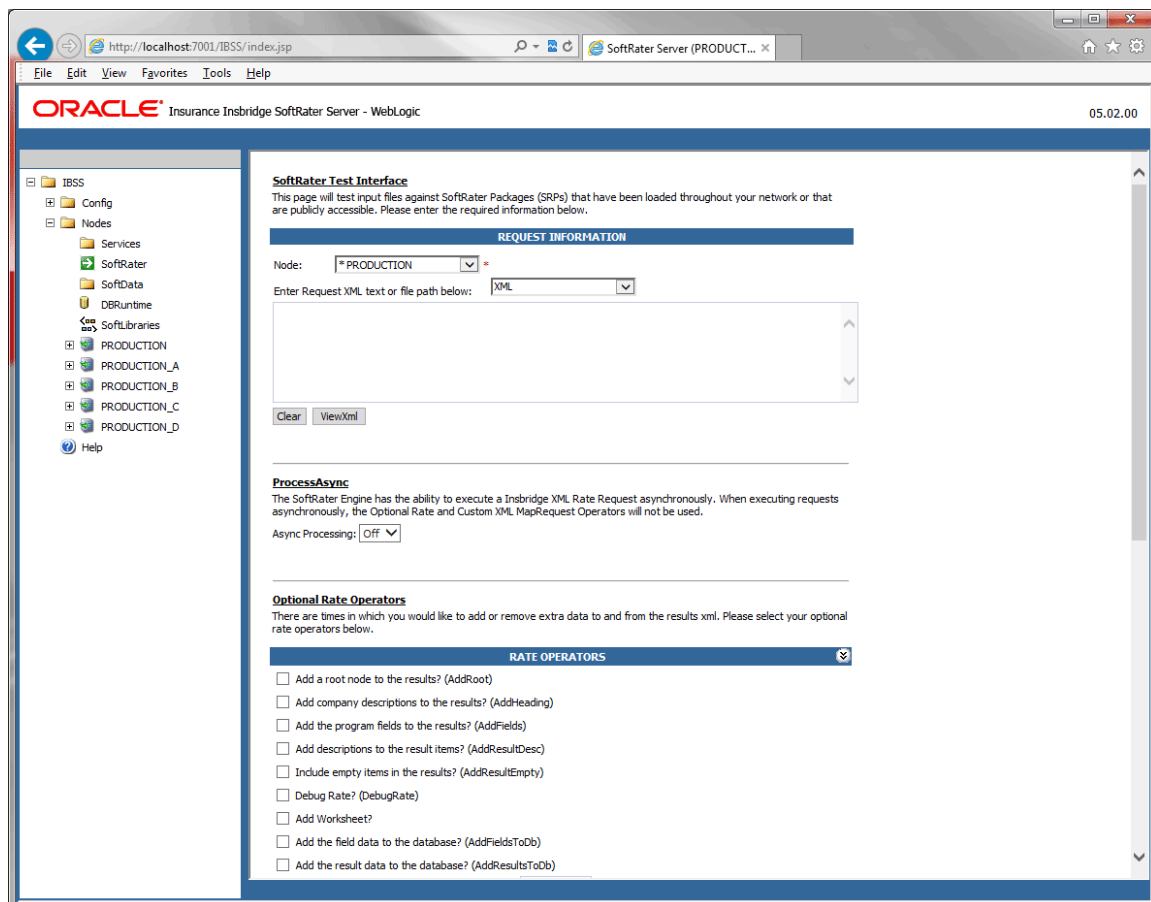 http://localhost:7001/IBSS/index.jsp
SoftRater Server (PRODUCT...
File Edit View Favorites Tools Help
ORACLE Insurance Insbridge SoftRater Server - WebLogic
05.02.00
IBSS
Config
Nodes
Services
SoftRater
SoftData
DBRuntime
SoftLibraries
PRODUCTION
PRODUCTION_A
PRODUCTION_B
PRODUCTION_C
PRODUCTION_D
Help
SoftRater Test Interface
This page will test input files against SoftRater Packages (SRPs) that have been loaded throughout your network or that
are publicly accessible. Please enter the required information below.
REQUEST INFORMATION
Node: * PRODUCTION *
Enter Request XML text or file path below: XML
Clear ViewXml
ProcessAsync
The SoftRater Engine has the ability to execute a Insbridge XML Rate Request asynchronously. When executing requests
asynchronously, the Optional Rate and Custom XML MapRequest Operators will not be used.
Async Processing: Off
Optional Rate Operators
There are times in which you would like to add or remove extra data to and from the results xml. Please select your optional
rate operators below.
RATE OPERATORS
Add a root node to the results? (AddRoot)
Add company descriptions to the results? (AddHeading)
Add the program fields to the results? (AddFields)
Add descriptions to the result items? (AddResultDesc)
Include empty items in the results? (AddResultEmpty)
Debug Rate? (DebugRate)
Add Worksheet?
Add the field data to the database? (AddFieldsToDb)
Add the result data to the database? (AddResultsToDb)